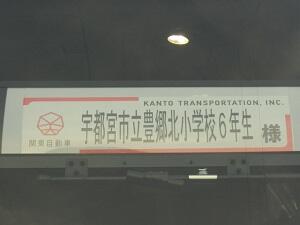 KANTO TRANSPORTATION, INC.
宇都宮市立豊郷北小学校6年生 様
関東自動車